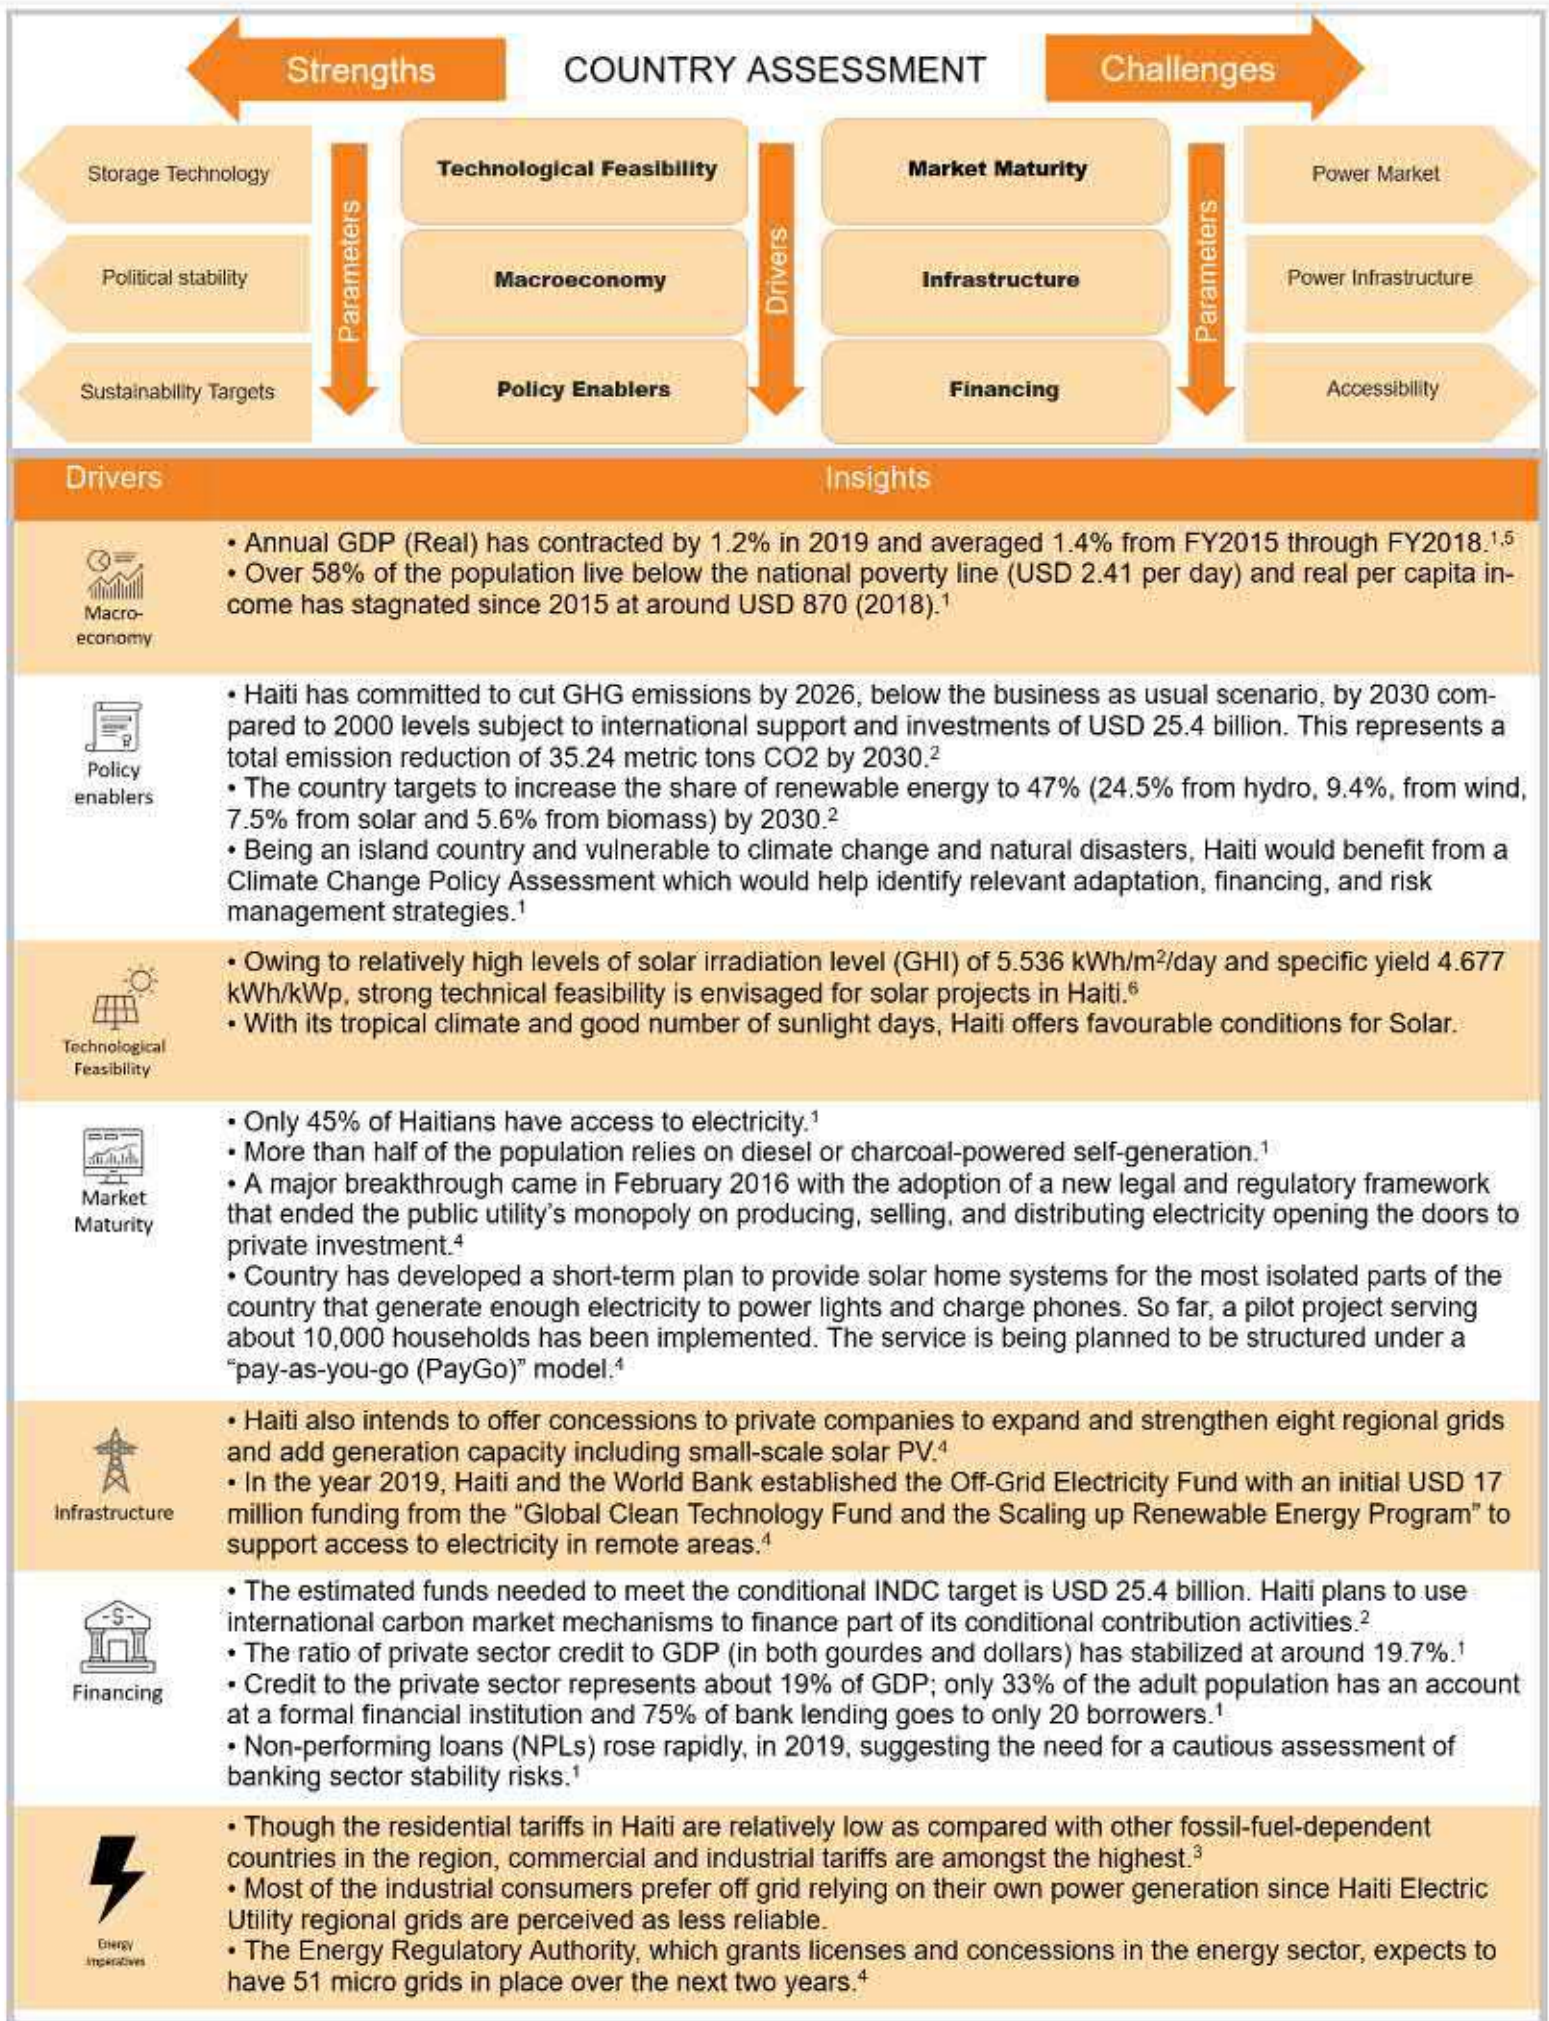 Strengths
COUNTRY ASSESSMENT
Challenges
Storage Technology
Political stability
Sustainability Targets
Parameters
Technological Feasibility
Macroeconomy
Policy Enablers
Drivers
Market Maturity
Infrastructure
Financing
Parameters
Power Market
Power Infrastructure
Accessibility
Drivers
Insights
Macro-
economy
• Annual GDP (Real) has contracted by 1.2% in 2019 and averaged 1.4% from FY2015 through FY2018.¹,⁵
• Over 58% of the population live below the national poverty line (USD 2.41 per day) and real per capita in-
come has stagnated since 2015 at around USD 870 (2018).¹
Policy
enablers
• Haiti has committed to cut GHG emissions by 2026, below the business as usual scenario, by 2030 com-
pared to 2000 levels subject to international support and investments of USD 25.4 billion. This represents a
total emission reduction of 35.24 metric tons CO2 by 2030.²
• The country targets to increase the share of renewable energy to 47% (24.5% from hydro, 9.4%, from wind,
7.5% from solar and 5.6% from biomass) by 2030.²
• Being an island country and vulnerable to climate change and natural disasters, Haiti would benefit from a
Climate Change Policy Assessment which would help identify relevant adaptation, financing, and risk
management strategies.¹
Technological
Feasibility
• Owing to relatively high levels of solar irradiation level (GHI) of 5.536 kWh/m²/day and specific yield 4.677
kWh/kWp, strong technical feasibility is envisaged for solar projects in Haiti.⁶
• With its tropical climate and good number of sunlight days, Haiti offers favourable conditions for Solar.
Market
Maturity
• Only 45% of Haitians have access to electricity.¹
• More than half of the population relies on diesel or charcoal-powered self-generation.¹
• A major breakthrough came in February 2016 with the adoption of a new legal and regulatory framework
that ended the public utility's monopoly on producing, selling, and distributing electricity opening the doors to
private investment.⁴
• Country has developed a short-term plan to provide solar home systems for the most isolated parts of the
country that generate enough electricity to power lights and charge phones. So far, a pilot project serving
about 10,000 households has been implemented. The service is being planned to be structured under a
“pay-as-you-go (PayGo)” model.⁴
Infrastructure
• Haiti also intends to offer concessions to private companies to expand and strengthen eight regional grids
and add generation capacity including small-scale solar PV.⁴
• In the year 2019, Haiti and the World Bank established the Off-Grid Electricity Fund with an initial USD 17
million funding from the “Global Clean Technology Fund and the Scaling up Renewable Energy Program” to
support access to electricity in remote areas.⁴
-$-
Financing
• The estimated funds needed to meet the conditional INDC target is USD 25.4 billion. Haiti plans to use
international carbon market mechanisms to finance part of its conditional contribution activities.²
• The ratio of private sector credit to GDP (in both gourdes and dollars) has stabilized at around 19.7%.¹
• Credit to the private sector represents about 19% of GDP; only 33% of the adult population has an account
at a formal financial institution and 75% of bank lending goes to only 20 borrowers.¹
• Non-performing loans (NPLs) rose rapidly, in 2019, suggesting the need for a cautious assessment of
banking sector stability risks.¹
Energy
Imperatives
• Though the residential tariffs in Haiti are relatively low as compared with other fossil-fuel-dependent
countries in the region, commercial and industrial tariffs are amongst the highest.³
• Most of the industrial consumers prefer off grid relying on their own power generation since Haiti Electric
Utility regional grids are perceived as less reliable.
• The Energy Regulatory Authority, which grants licenses and concessions in the energy sector, expects to
have 51 micro grids in place over the next two years.⁴